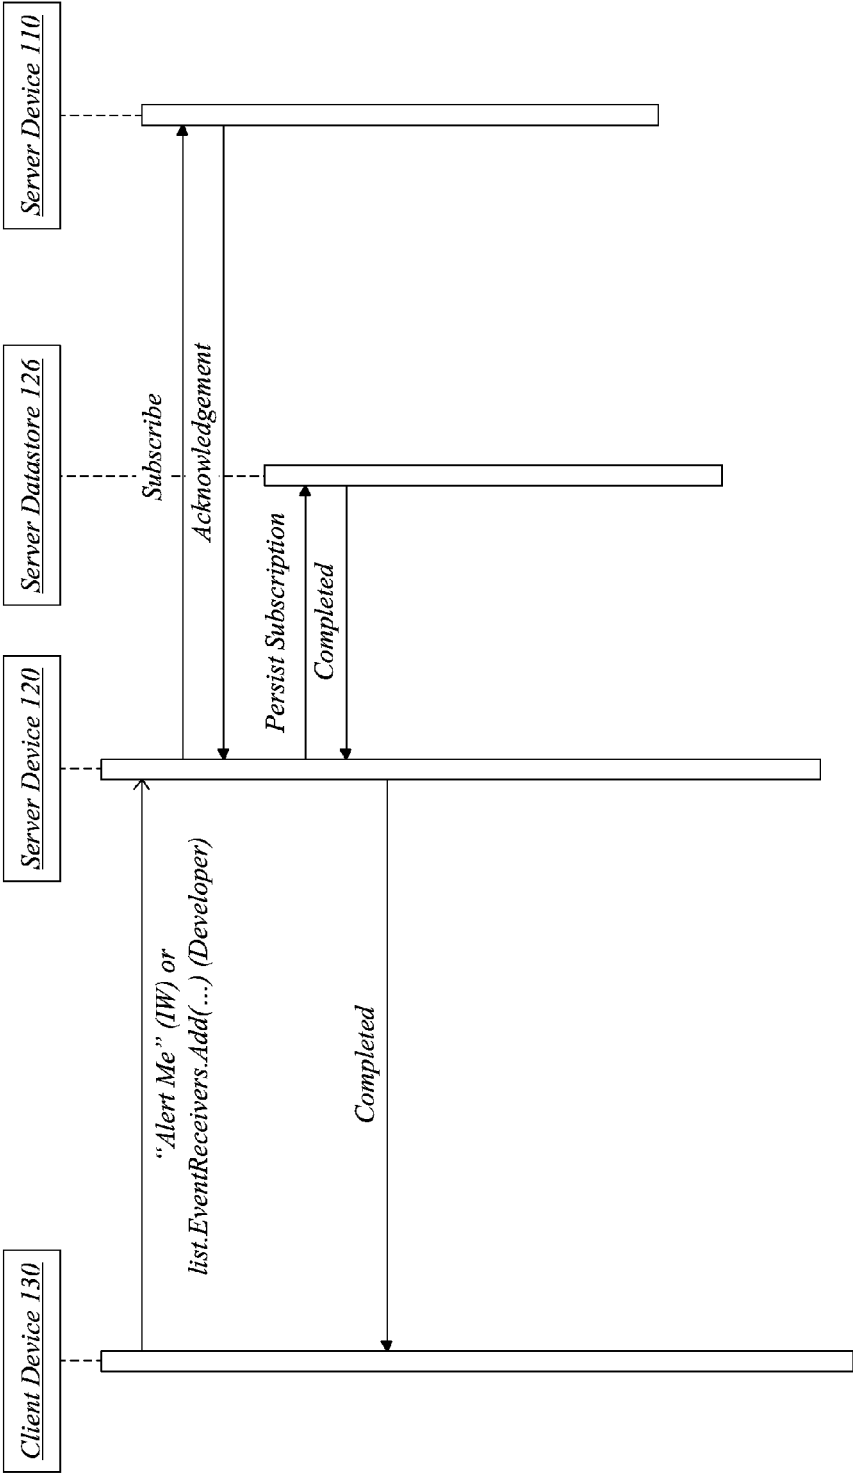 Client Device 130
Server Device 120
Server Datastore 126
Server Device 110
“Alert Me” (IW) or
list.EventReceivers.Add(...) (Developer)
Subscribe
Acknowledgement
Persist Subscription
Completed
Completed